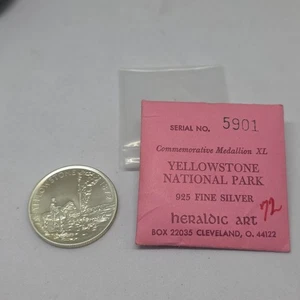 SERIAL NO. 5901
Commemorative Medallion XL
YELLOWSTONE
NATIONAL PARK
925 FINE SILVER
heraldic art
72
BOX 22035 CLEVELAND, O. 44122